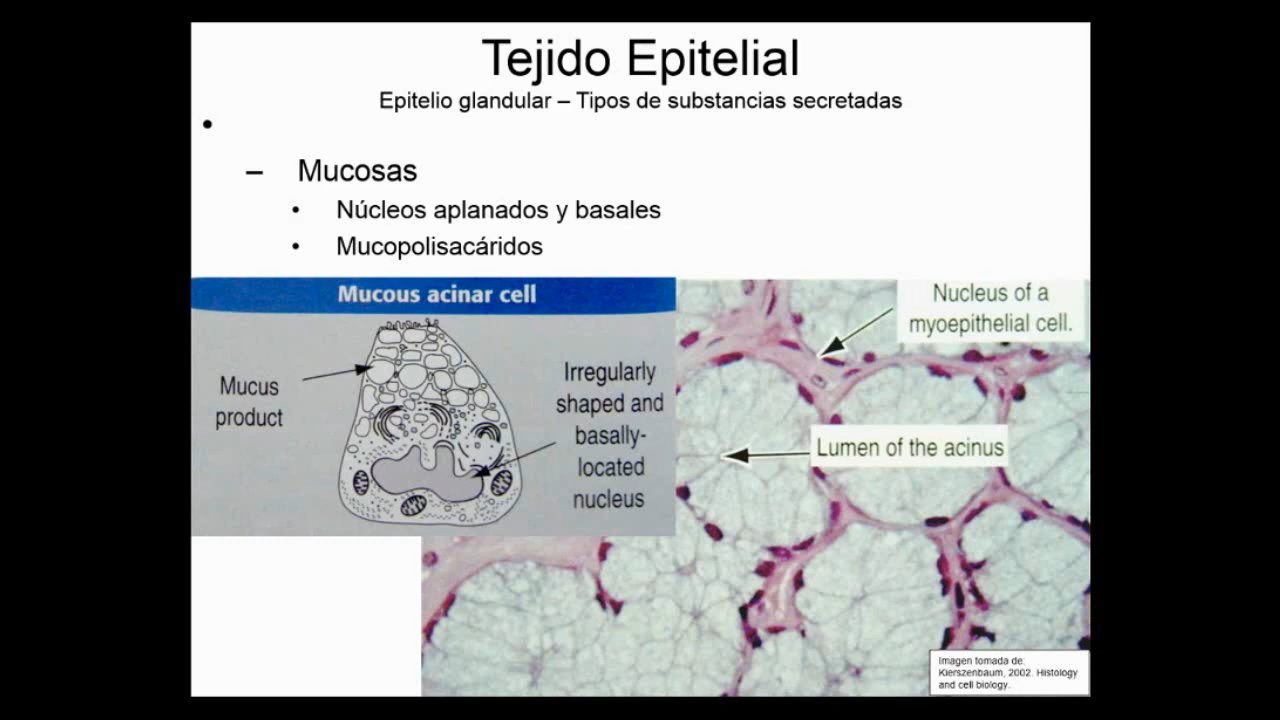 Tejido Epitelial
Epitelio glandular – Tipos de substancias secretadas
•
– Mucosas
• Núcleos aplanados y basales
• Mucopolisacáridos
Mucous acinar cell
Mucus
product
Irregularly
shaped and
basally-
located
nucleus
Nucleus of a
myoepithelial cell.
Lumen of the acinus
Imagen tomada de:
Kierszenbaum, 2002. Histology
and cell biology.